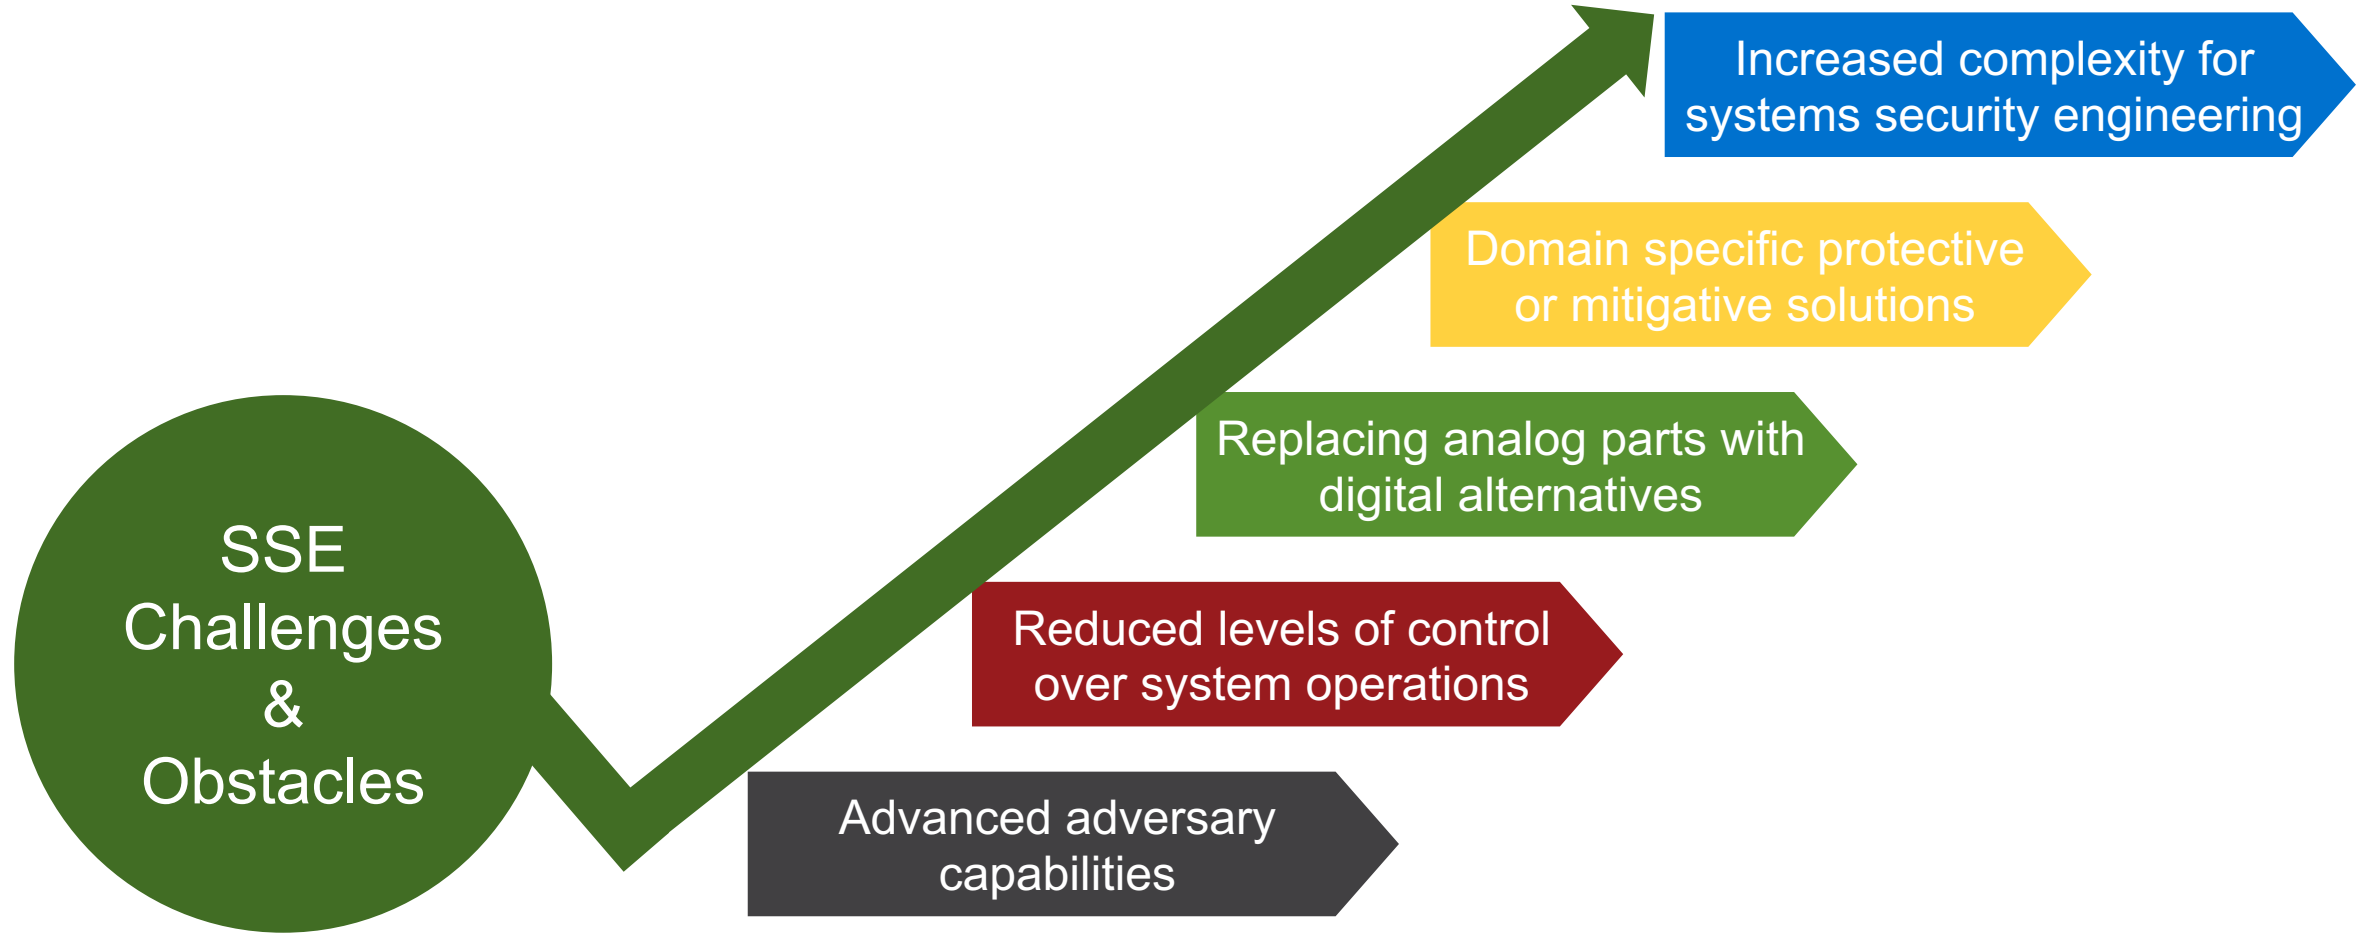 Increased complexity for
systems security engineering
Domain specific protective
or mitigative solutions
Replacing analog parts with
digital alternatives
SSE
Challenges
&
Obstacles
Reduced levels of control
over system operations
Advanced adversary
capabilities